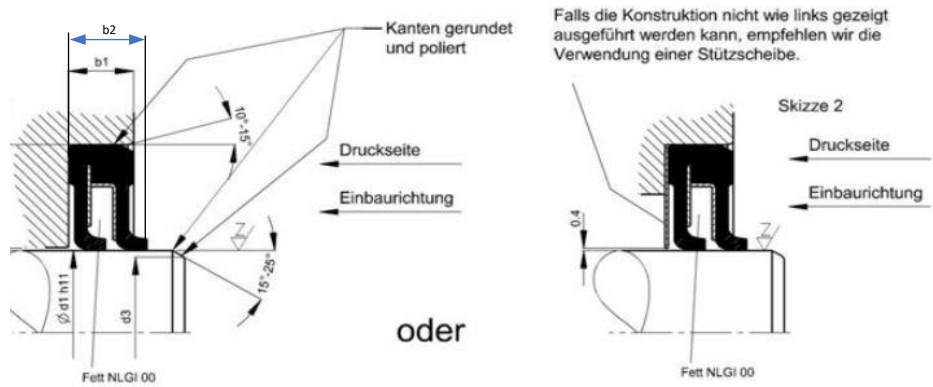 b2
b1
Kanten gerundet
und poliert
10°-15°
Druckseite
Einbaurichtung
Z
15°-25°
Ø d1 h11
d3
Fett NLGI 00
oder
Falls die Konstruktion nicht wie links gezeigt
ausgeführt werden kann, empfehlen wir die
Verwendung einer Stützscheibe.
Skizze 2
Druckseite
Einbaurichtung
0.4
Z
Fett NLGI 00